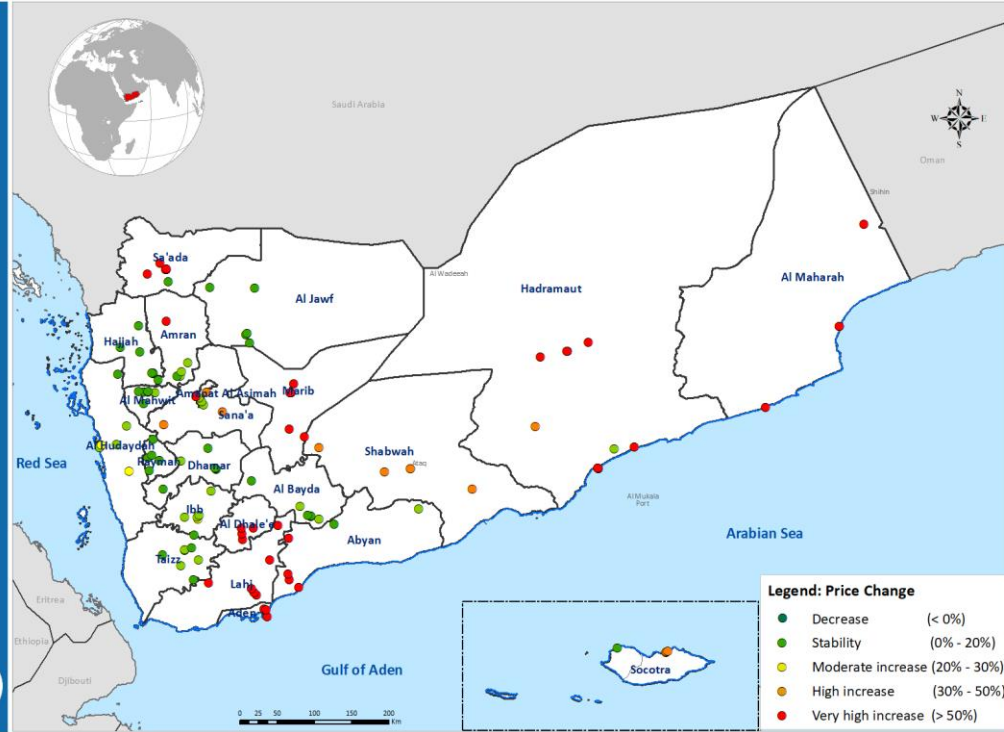 Saudi Arabia
N
W E
S
Oman
Shihin
Sa'ada
Al Wadeeah
Al Maharah
Hadramaut
Al Jawf
Hajjah
Amran
Marib
Amanat Al Asimah
Al Mahwit
Sana'a
Al Hudaydah
Shabwah
Raymah
Dhamar
Ataq
Red Sea
Al Bayda
Al Mukala
Port
Ibb
Al Dhale'e
Abyan
Arabian Sea
Taizz
Lahj
Legend: Price Change
Eritrea
Aden
Decrease (< 0%)
Stability (0% - 20%)
Ethiopia
Moderate increase (20% - 30%)
Gulf of Aden
Socotra
Djibouti
High increase (30% - 50%)
Very high increase (> 50%)
0 25 50 100 150 200
Km